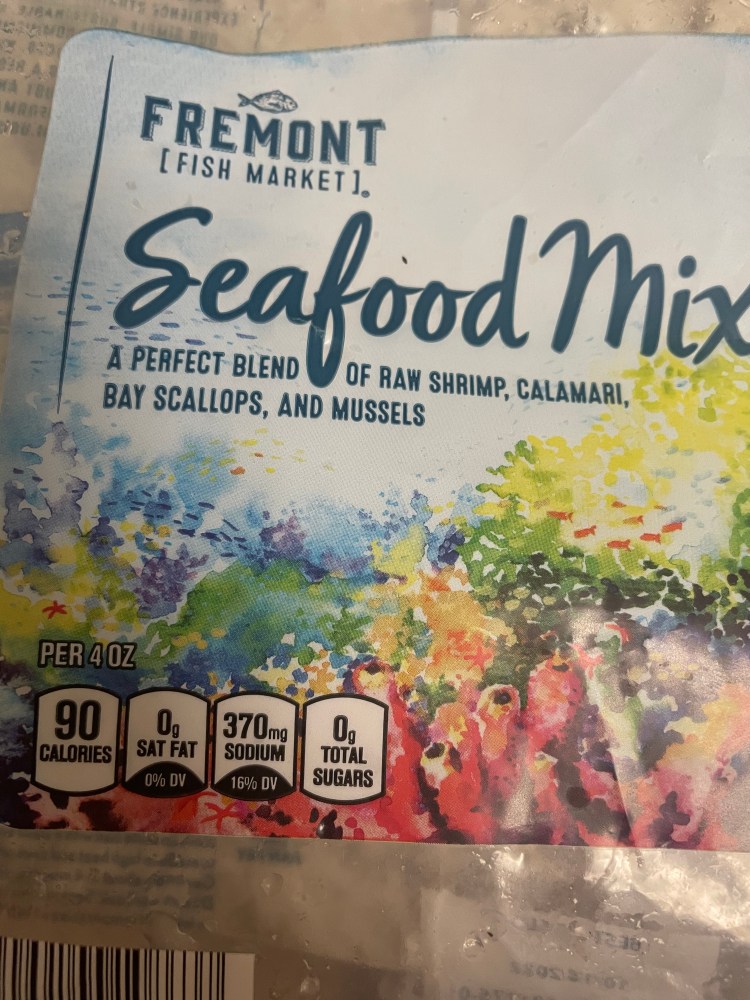 FREMONT
[FISH MARKET]®
Seafood Mix
A PERFECT BLEND OF RAW SHRIMP, CALAMARI,
BAY SCALLOPS, AND MUSSELS
PER 4 OZ
90
CALORIES
0g
SAT FAT
0% DV
370mg
SODIUM
16% DV
0g
TOTAL
SUGARS